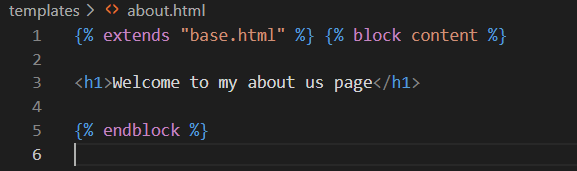 templates > about.html
1 {% extends "base.html" %} {% block content %}
2
3 <h1>Welcome to my about us page</h1>
4
5 {% endblock %}
6